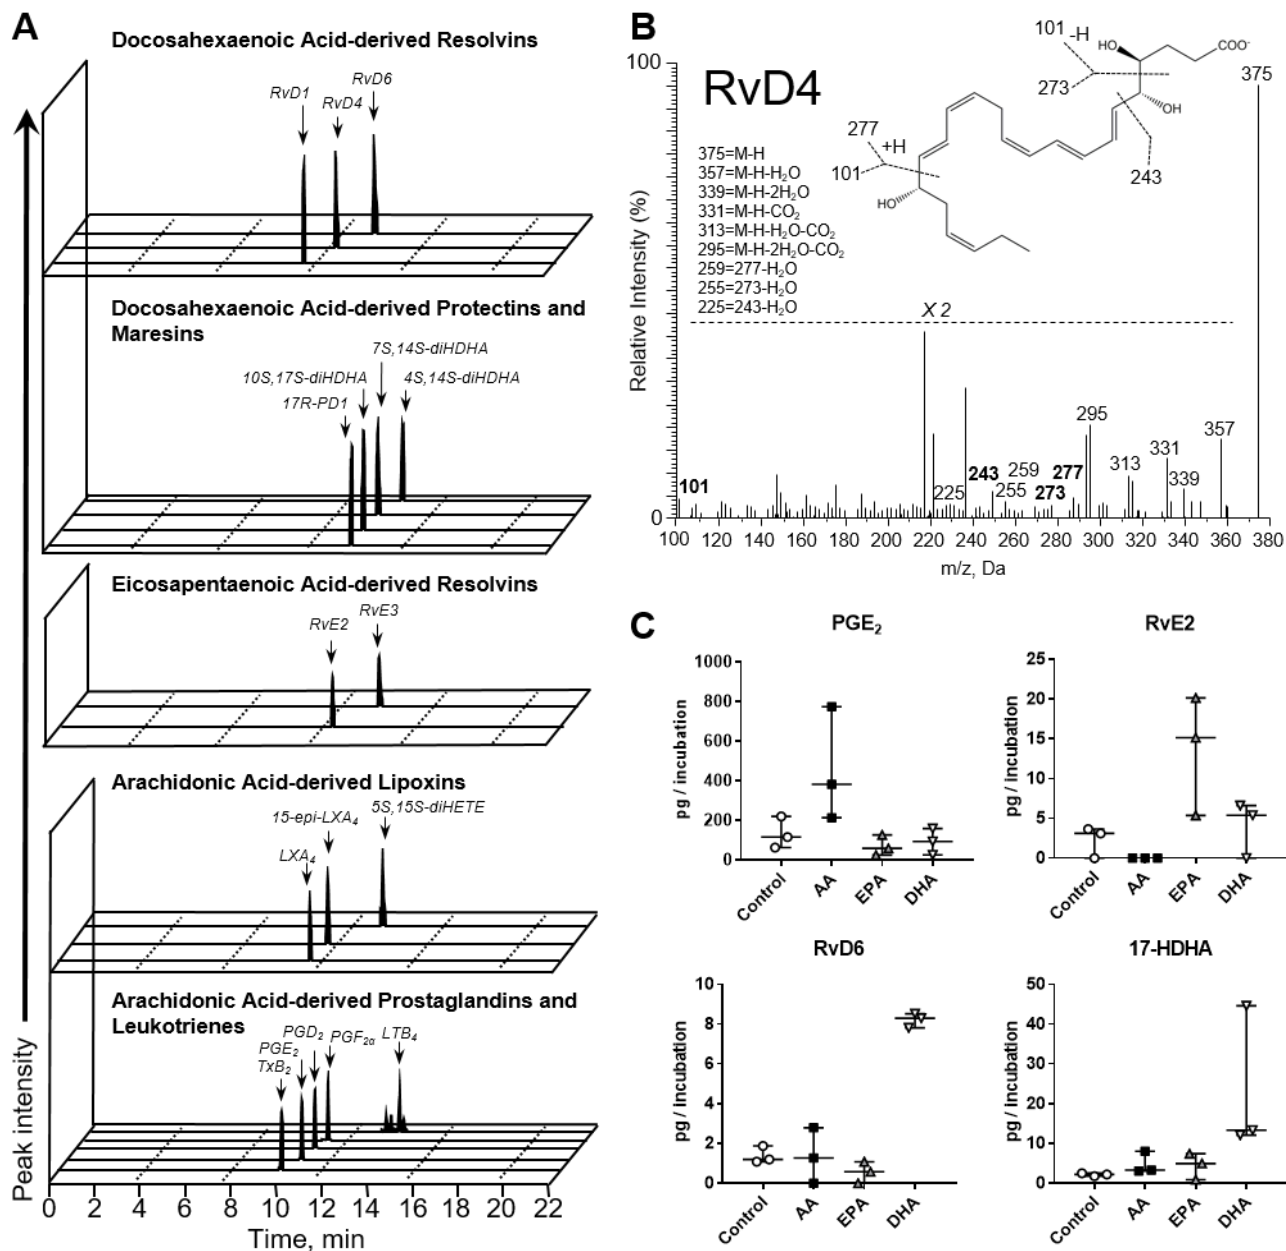 A
Docosahexaenoic Acid-derived Resolvins
RvD1
RvD4
RvD6
Docosahexaenoic Acid-derived Protectins and
Maresins
7S,14S-diHDHA
10S,17S-diHDHA
4S,14S-diHDHA
17R-PD1
Eicosapentaenoic Acid-derived Resolvins
RvE2
RvE3
Arachidonic Acid-derived Lipoxins
15-epi-LXA4
5S,15S-diHETE
LXA4
Arachidonic Acid-derived Prostaglandins and
Leukotrienes
PGD2
PGF2α
LTB4
PGE2
TxB2
Peak intensity
0 2 4 6 8 10 12 14 16 18 20 22
Time, min
B
RvD4
100
0
Relative Intensity (%)
375=M-H
357=M-H-H2O
339=M-H-2H2O
331=M-H-CO2
313=M-H-H2O-CO2
295=M-H-2H2O-CO2
259=277-H2O
255=273-H2O
225=243-H2O
101 -H
273
HO
COO-
OH
243
277
+H
101
HO
375
X 2
101
225
243
255
259
273
277
295
313
331
339
357
100 120 140 160 180 200 220 240 260 280 300 320 340 360 380
m/z, Da
C
PGE2
pg / incubation
1000
800
600
400
200
0
Control AA EPA DHA
RvE2
pg / incubation
25
20
15
10
5
0
Control AA EPA DHA
RvD6
pg / incubation
10
8
6
4
2
0
Control AA EPA DHA
17-HDHA
pg / incubation
50
40
30
20
10
0
Control AA EPA DHA